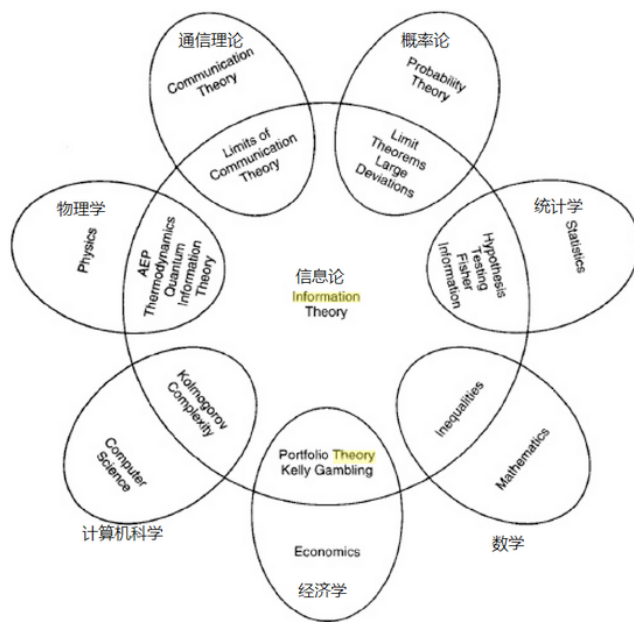 通信理论
Communication
Theory
Limits of
Communication
Theory
概率论
Probability
Theory
Limit
Theorems
Large
Deviations
物理学
Physics
AEP
Thermodynamics
Quantum
Information
Theory
统计学
Statistics
Hypothesis
Testing
Fisher
Information
信息论
Information
Theory
Kolmogorov
Complexity
Computer
Science
计算机科学
Portfolio Theory
Kelly Gambling
Economics
经济学
Inequalities
Mathematics
数学